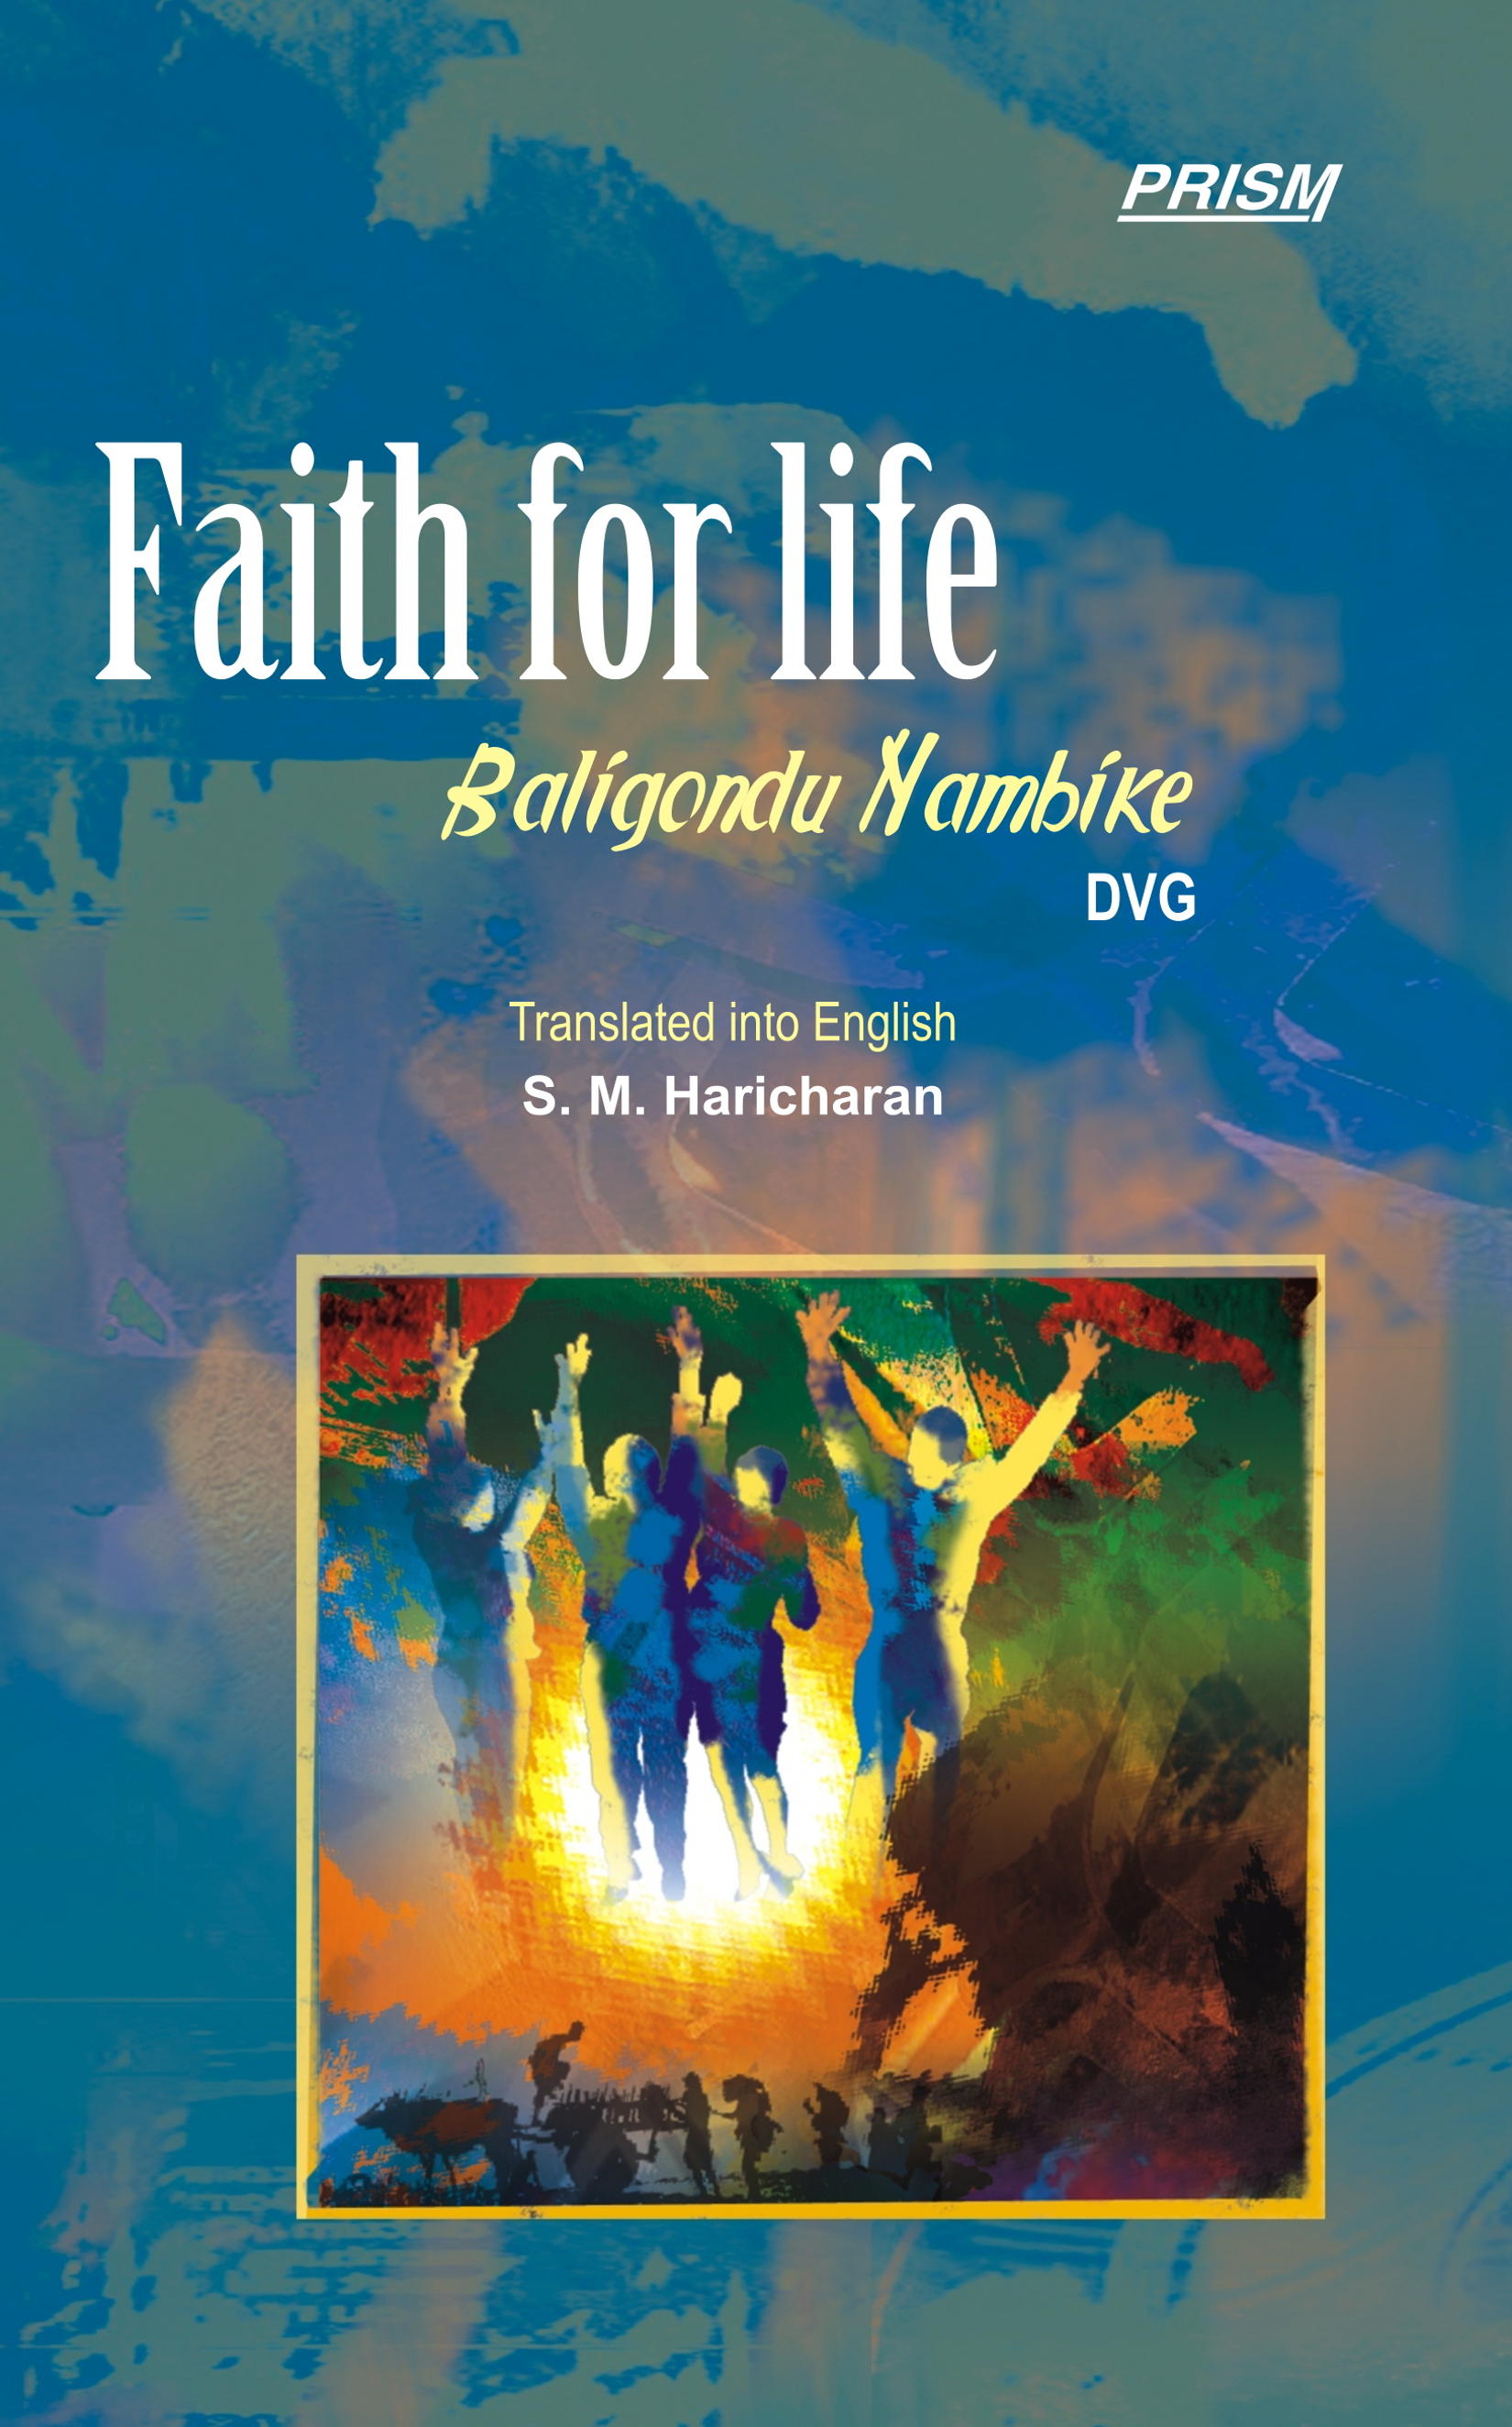 PRISM
Faith for life
Baligondu Nambike
DVG
Translated into English
S. M. Haricharan